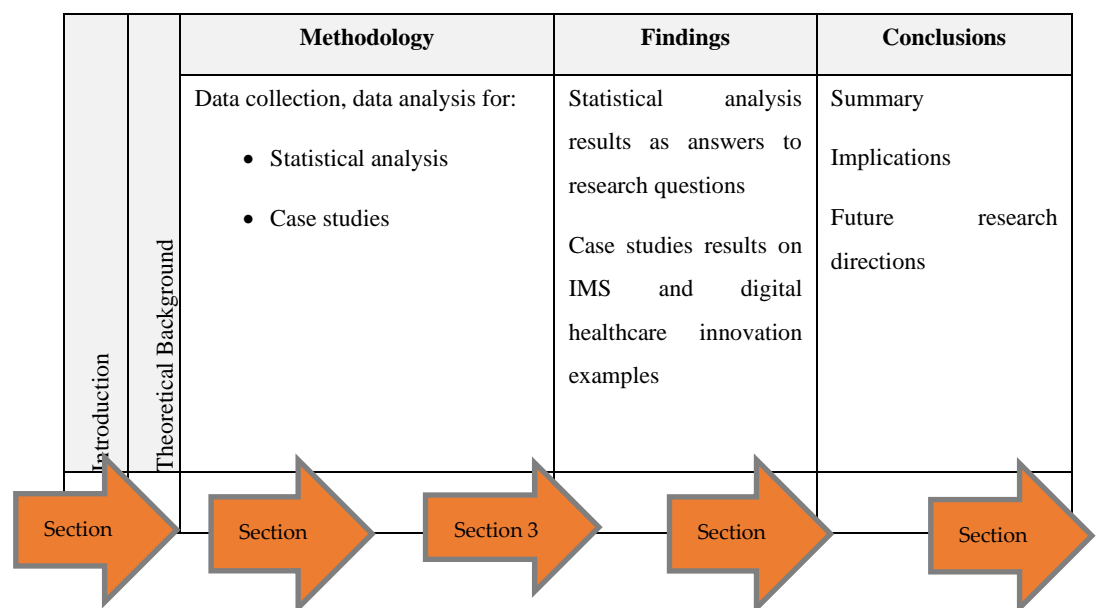 Introduction
Theoretical Background
Methodology
Data collection, data analysis for:
• Statistical analysis
• Case studies
Findings
Statistical analysis
results as answers to
research questions
Case studies results on
IMS and digital
healthcare innovation
examples
Conclusions
Summary
Implications
Future research
directions
Section
Section
Section 3
Section
Section